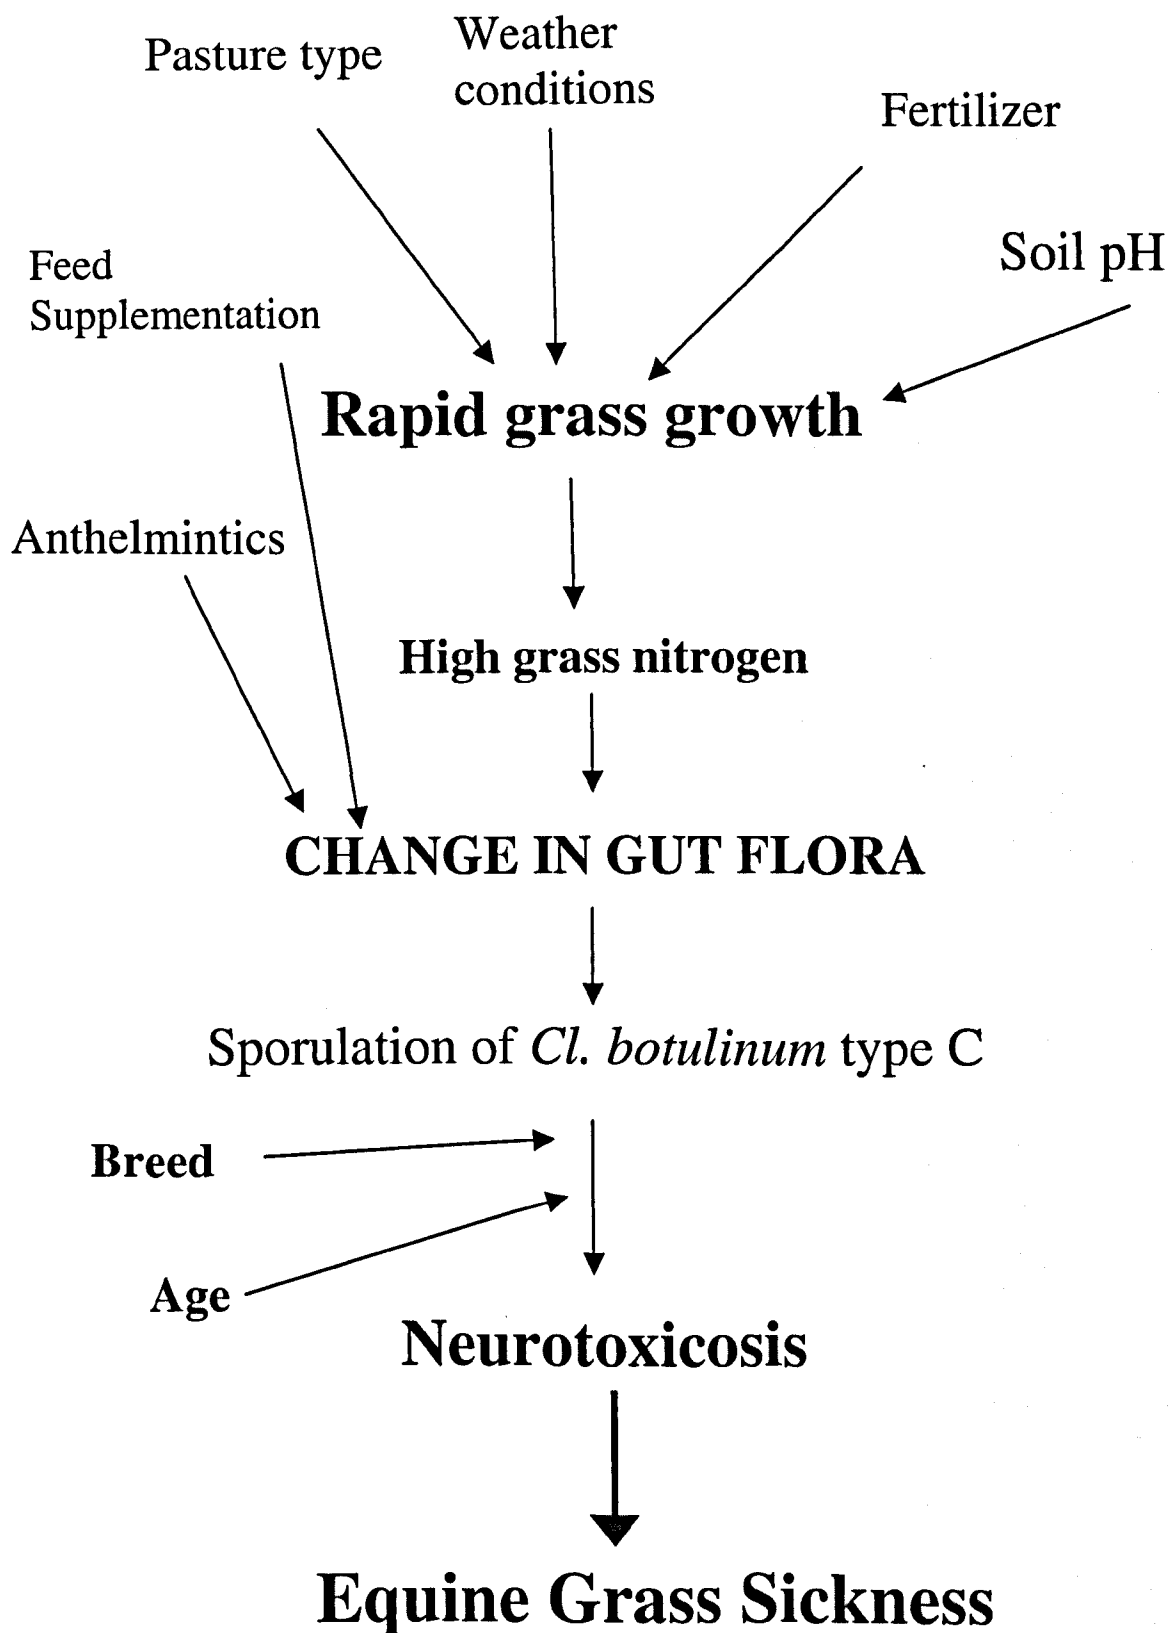 Pasture type
Weather
conditions
Fertilizer
Feed
Supplementation
Soil pH
Rapid grass growth
Anthelmintics
High grass nitrogen
CHANGE IN GUT FLORA
Sporulation of Cl. botulinum type C
Breed
Age
Neurotoxicosis
Equine Grass Sickness